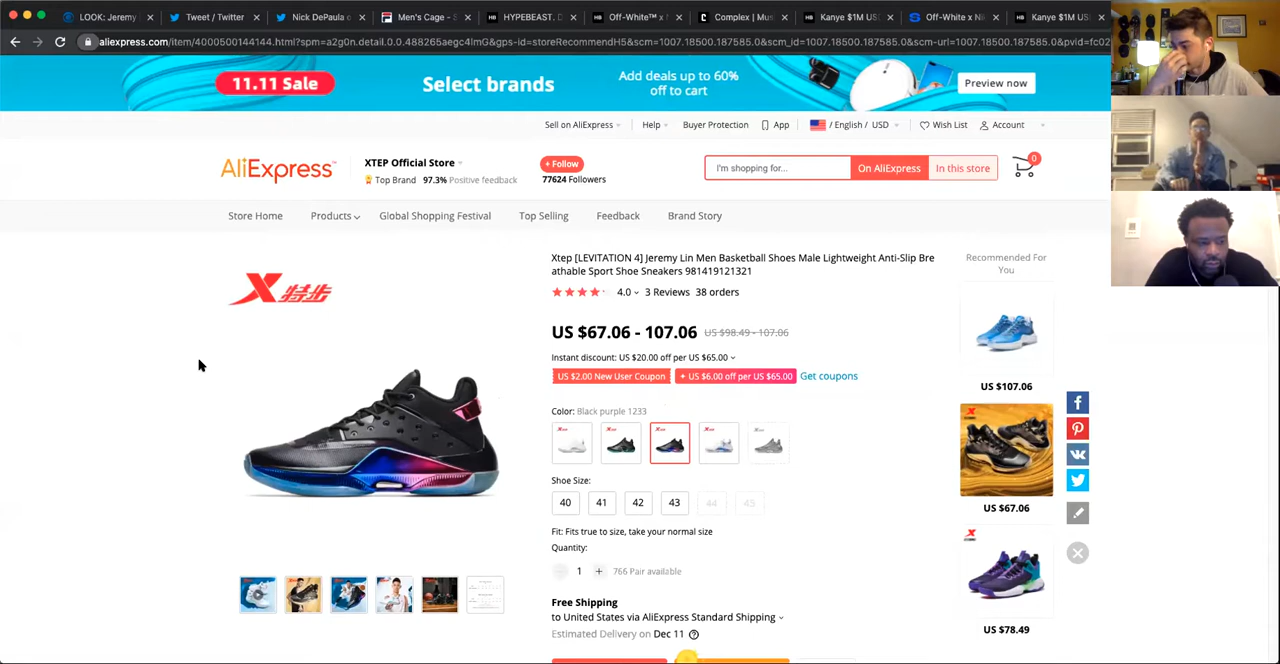 LOOK: Jeremy
Tweet / Twitter
Nick DePaula o
Men's Cage - S
HYPEBEAST. D
Off-White™ x N
Complex | Mus
Kanye $1M US
Off-White x Ni
Kanye $1M US
aliexpress.com/item/4000500144144.html?spm=a2g0n.detail.0.0.488265aegc4lmG&gps-id=storeRecommendH5&scm=1007.18500.187585.0&scm_id=1007.18500.187585.0&scm-url=1007.18500.187585.0&pvid=fc02
11.11 Sale
Select brands
Add deals up to 60%
off to cart
Preview now
Sell on AliExpress
Help
Buyer Protection
App
/ English / USD
Wish List
Account
AliExpress™
XTEP Official Store
Top Brand 97.3% Positive feedback
+ Follow
77624 Followers
I'm shopping for...
On AliExpress
In this store
0
Store Home
Products
Global Shopping Festival
Top Selling
Feedback
Brand Story
X特步
Xtep [LEVITATION 4] Jeremy Lin Men Basketball Shoes Male Lightweight Anti-Slip Bre
athable Sport Shoe Sneakers 981419121321
4.0 3 Reviews 38 orders
US $67.06 - 107.06 US $98.49 - 107.06
Instant discount: US $20.00 off per US $65.00
US $2.00 New User Coupon + US $6.00 off per US $65.00 Get coupons
Color: Black purple 1233
Shoe Size:
40 41 42 43 44 45
Fit: Fits true to size, take your normal size
Quantity:
1 + 766 Pair available
Free Shipping
to United States via AliExpress Standard Shipping
Estimated Delivery on Dec 11
Recommended For
You
US $107.06
US $67.06
US $78.49